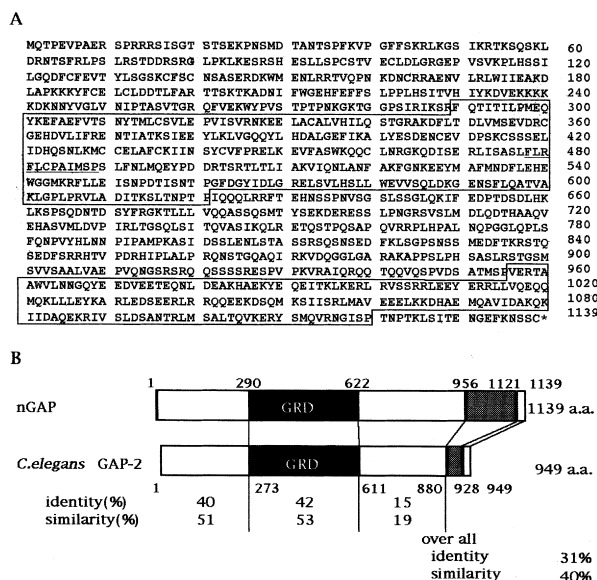 A
MQTPEVPAER SPRRRSISGT STSEKPNSMD TANTSPFKVP GFFSKRLKGS IKRTKSQSKL 60
DRNTSFRLPS LRSTDDRSRG LPKLKESRSH ESLLSPCSTV ECLDLGRGEP VSVKPLHSSI 120
LGQDFCFEVT YLSGSKCFSC NSASERDKWM ENLRRTVQPN KDNCRRAENV LRLWIIEAKD 180
LAPKKKYFCE LCLDDTLFAR TTSKTKADNI FWGEHFEFFS LPPLHSITVH IYKDVEKKKK 240
KDKNNYVGLV NIPTASVTGR QFVEKWYPVS TPTPNKGKTG GPSIRIKSRF QTITILPMEQ 300
YKEFAEFVTS NYTMLCSVLE PVISVRNKEE LACALVHILQ STGRAKDFLT DLVMSEVDRC 360
GEHDVLIFRE NTIATKSIEE YLKLVGQQYL HDALGEFIKA LYESDENCEV DPSKCSSSEL 420
SDHQSNLKMC CELAFCKIIN SYCVFPRELK EVFASWKQQC LNRGKQDISE RLISASLFLR 480
FLCPAIMSPS LFNLMQEYPD DRTSRTLTLI AKVIQNLANF AKFGNKEEYM AFMNDFLEHE 540
WGGMKRFLLE ISNPDTISNT PGFDGYIDLG RELSVLHSLL WEVVSQLDKG ENSFLQATVA 600
KLGPLPRVLA DITKSLTNPT PIQQQLRRFT EHNSSPNVSG SLSSGLQKIF EDPTDSDLHK 660
LKSPSQDNTD SYFRGKTLLL VQQASSQSMT YSEKDERESS LPNGRSVSLM DLQDTHAAQV 720
EHASVMLDVP IRLTGSQLSI TQVASIKQLR ETQSTPQSAP QVRRPLHPAL NQPGGLQPLS 780
FQNPVYHLNN PIPAMPKASI DSSLENLSTA SSRSQSNSED FKLSGPSNSS MEDFTKRSTQ 840
SEDFSRRHTV PDRHIPLALP RQNSTGQAQI RKVDQGGLGA RAKAPPSLPH SASLRSTGSM 900
SVVSAALVAE PVQNGSRSRQ QSSSSRESPV PKVRAIQRQQ TQQVQSPVDS ATMSPVERTA 960
AWVLNNGQYE EDVEETEQNL DEAKHAEKYE QEITKLKERL RVSSRRLEEY ERRLLVQEQQ 1020
MQKLLLEYKA RLEDSEERLR RQQEEKDSQM KSIISRLMAV EEELKKDHAE MQAVIDAKQK 1080
IIDAQEKRIV SLDSANTRLM SALTQVKERY SMQVRNGISP TNPTKLSITE NGEFKNSSC* 1139
B
1 290 622 956 1121 1139
nGAP GRD 1139 a.a.
C.elegans GAP-2 GRD 949 a.a.
1 273 611 880 928 949
identity(%) 40 42 15
similarity(%) 51 53 19
over all
identity 31%
similarity 40%